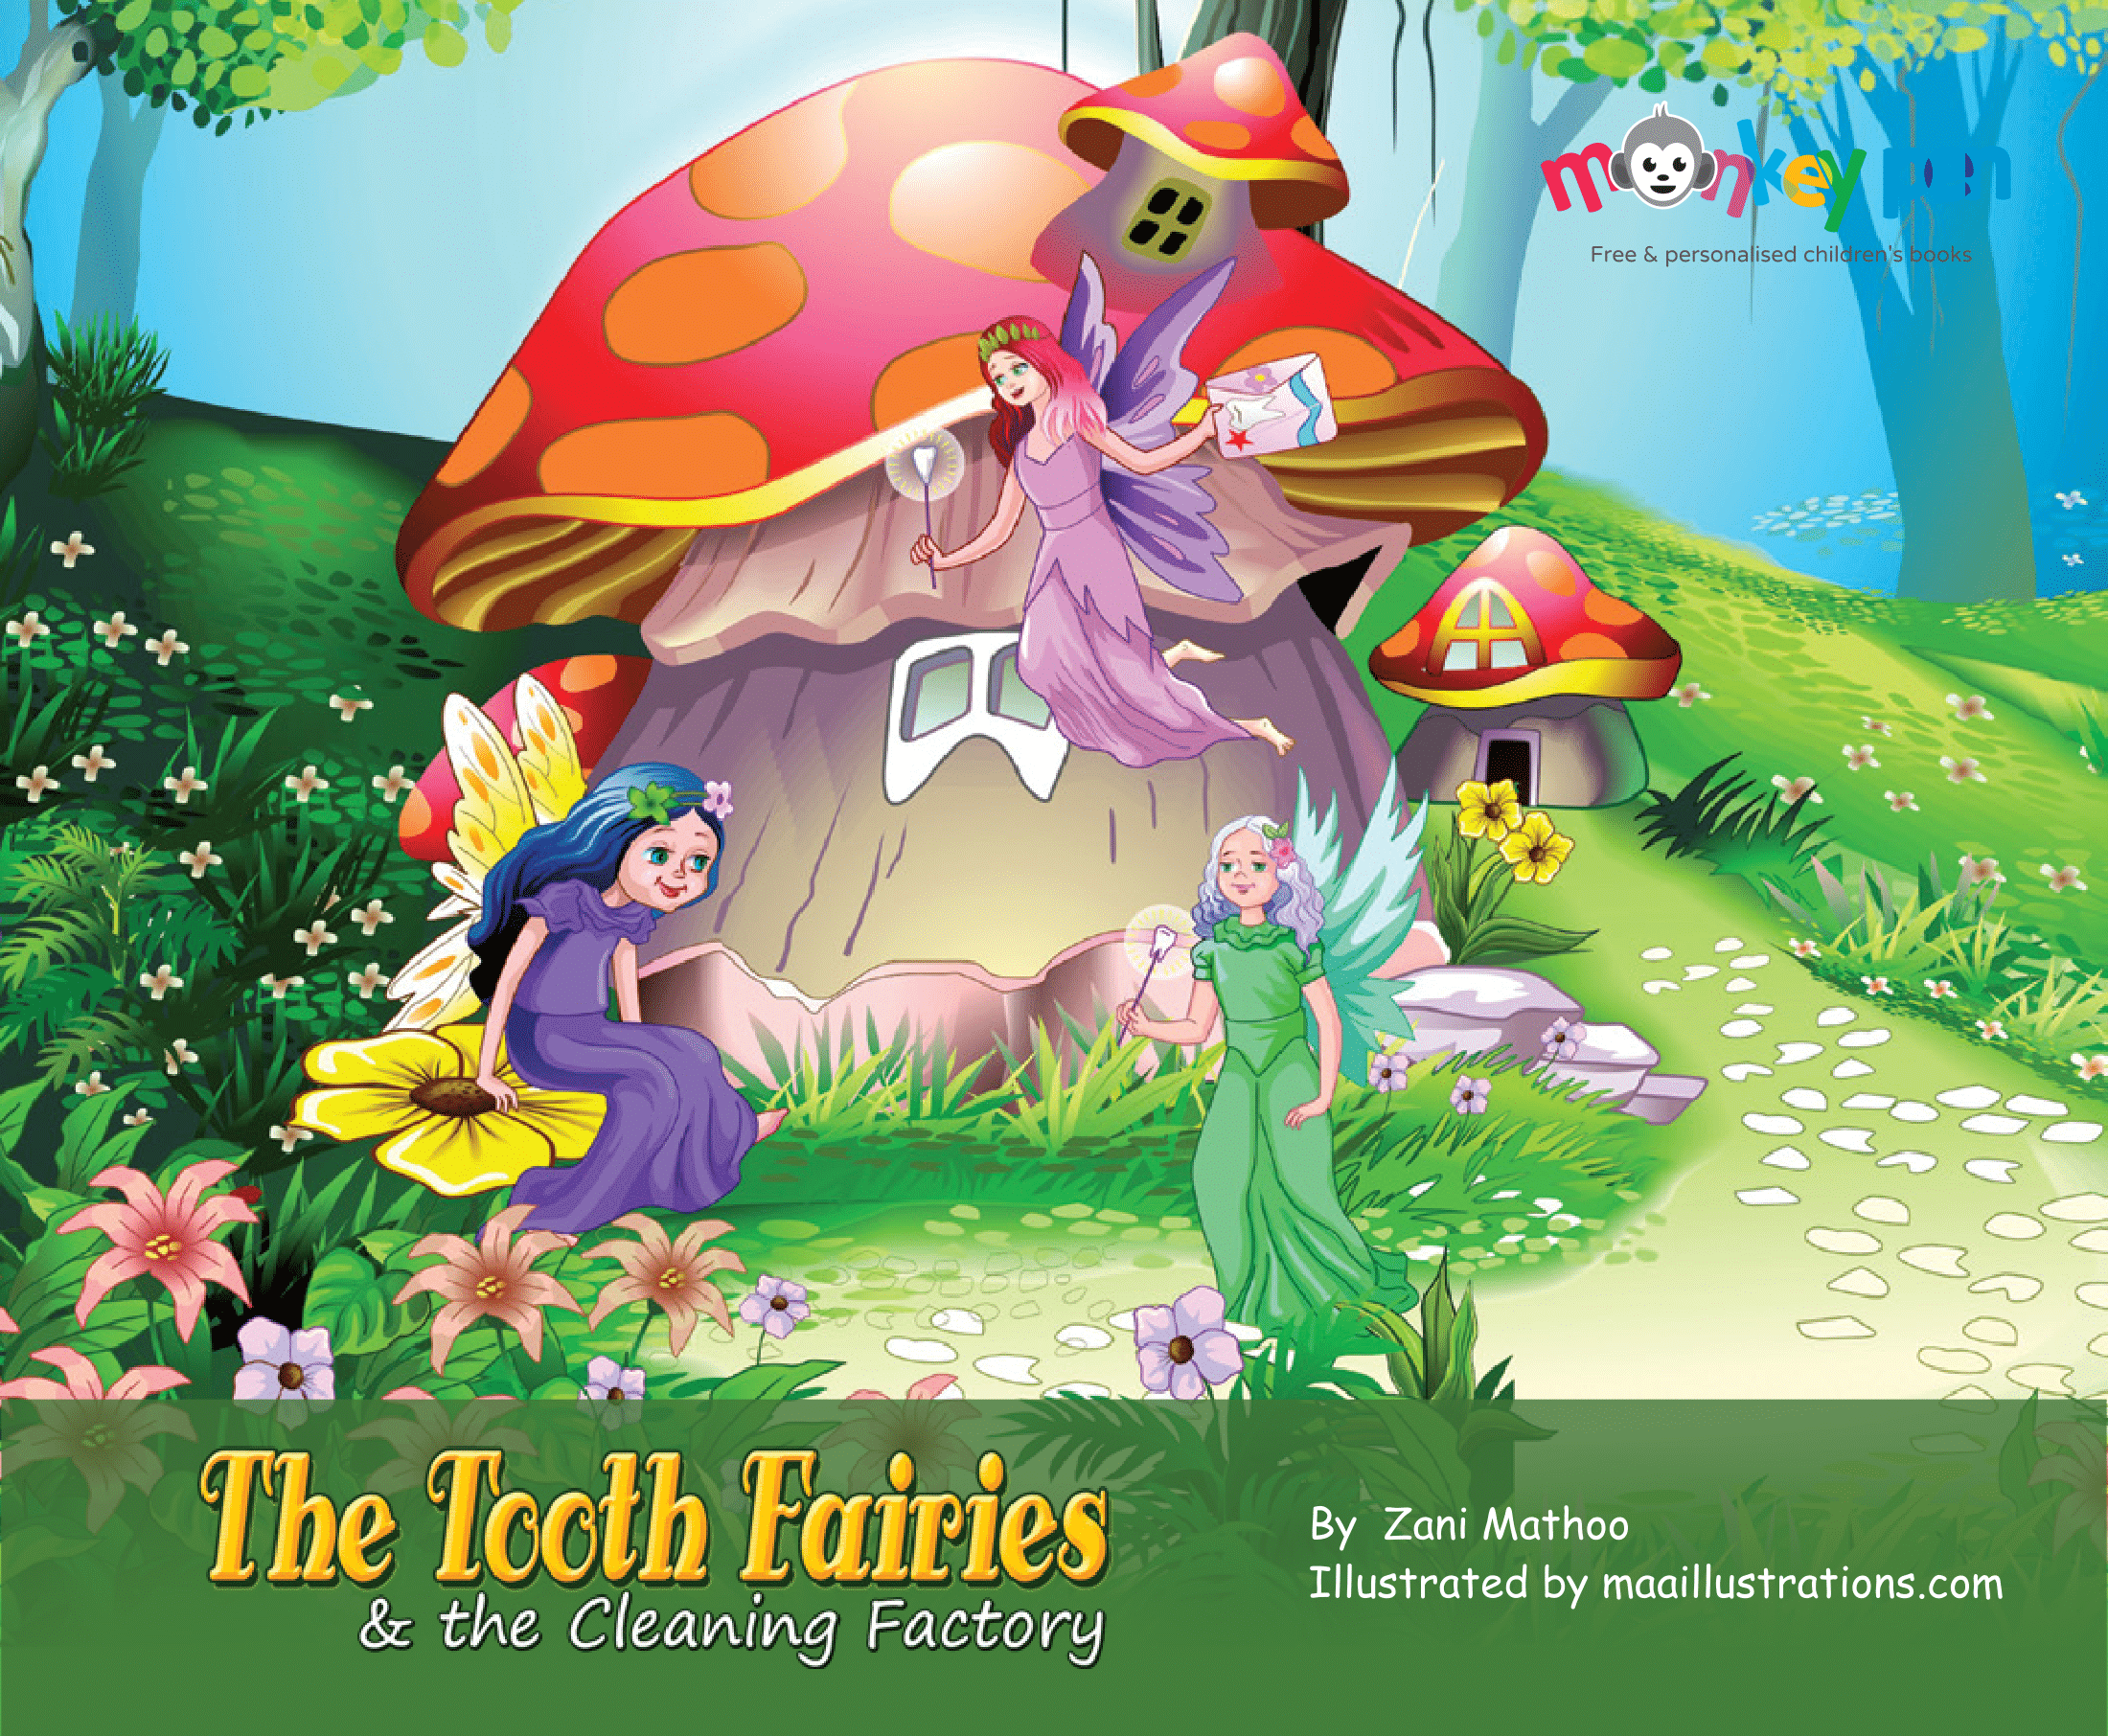 monkey pen
Free & personalised children's books
The Tooth Fairies
& the Cleaning Factory
By Zani Mathoo
Illustrated by maaillustrations.com